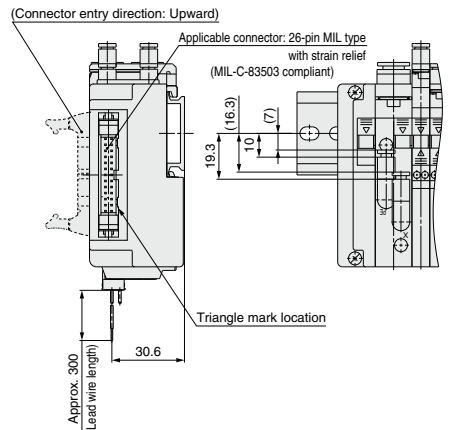 (Connector entry direction: Upward)
Applicable connector: 26-pin MIL type
with strain relief
(MIL-C-83503 compliant)
(16.3)
(7)
19.3
10
Triangle mark location
30.6
Approx. 300
(Lead wire length)